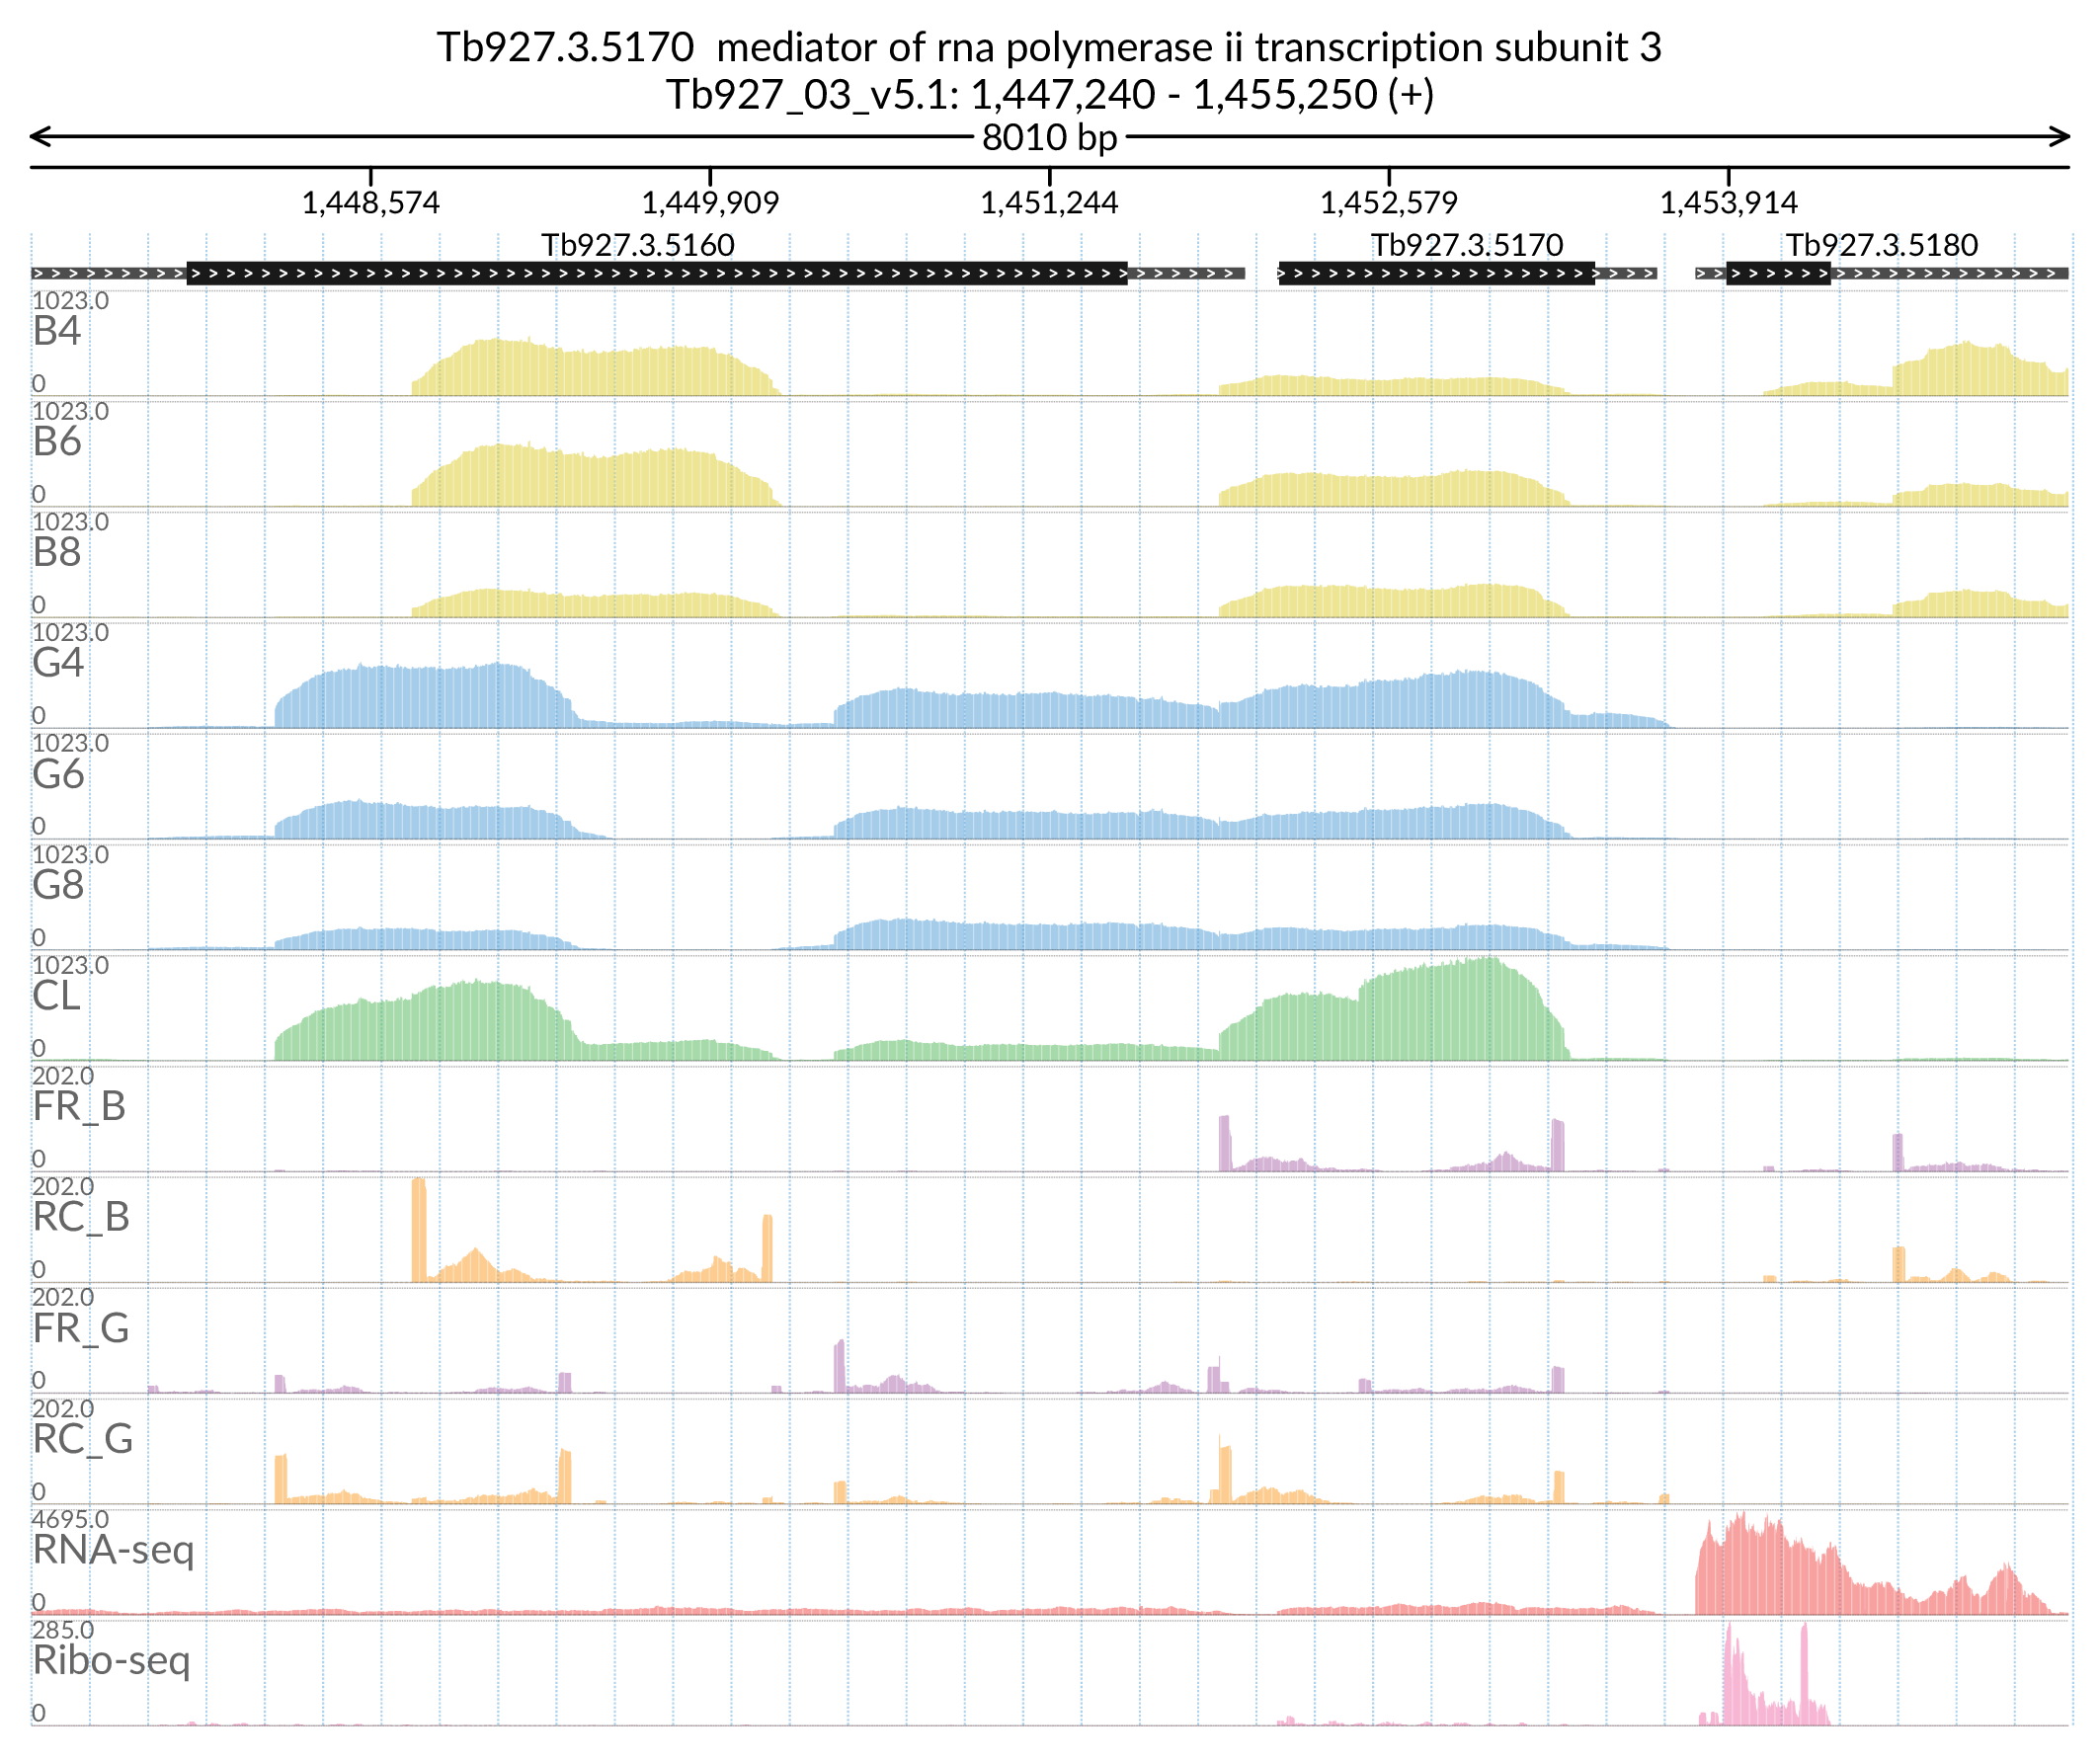 Tb927.3.5170  mediator of rna polymerase ii transcription subunit 3
Tb927_03_v5.1: 1,447,240 - 1,455,250 (+)
8010 bp
1,448,574 1,449,909 1,451,244 1,452,579 1,453,914
Tb927.3.5160 Tb927.3.5170 Tb927.3.5180
1023.0
B4
0
1023.0
B6
0
1023.0
B8
0
1023.0
G4
0
1023.0
G6
0
1023.0
G8
0
1023.0
CL
0
202.0
FR_B
0
202.0
RC_B
0
202.0
FR_G
0
202.0
RC_G
0
4695.0
RNA-seq
0
285.0
Ribo-seq
0